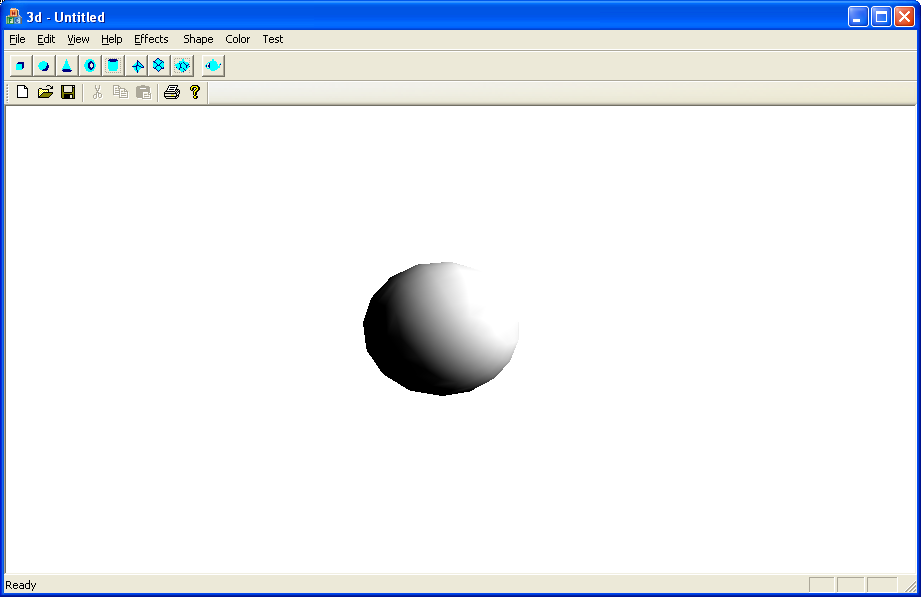 3d - Untitled
File Edit View Help Effects Shape Color Test
?
Ready